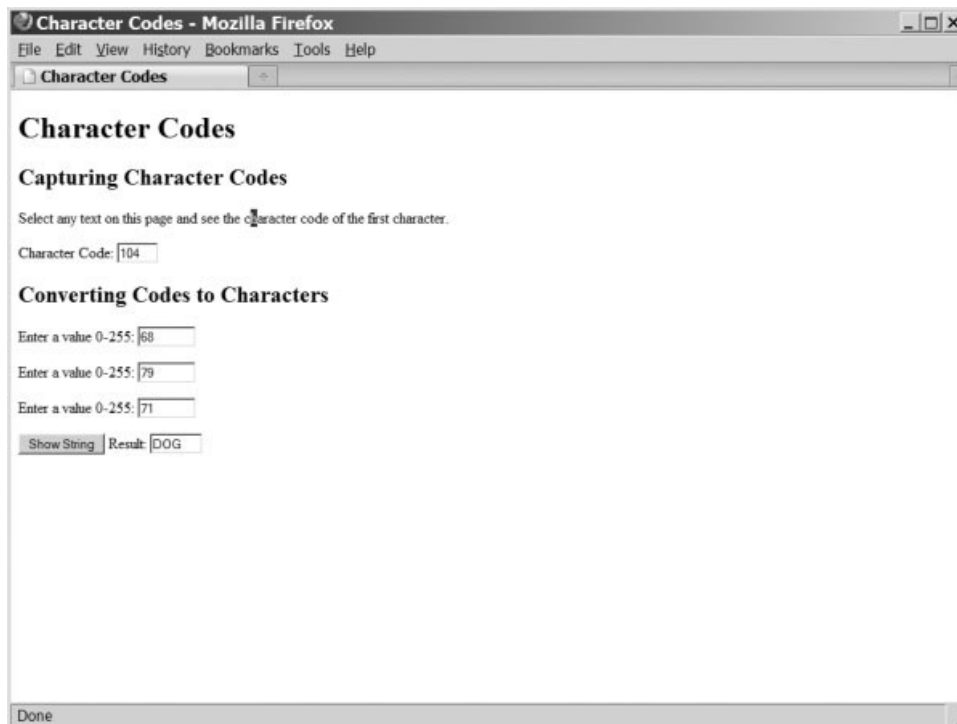 Character Codes - Mozilla Firefox
File Edit View History Bookmarks Tools Help
Character Codes
Character Codes
Capturing Character Codes
Select any text on this page and see the character code of the first character.
Character Code: 104
Converting Codes to Characters
Enter a value 0-255: 68
Enter a value 0-255: 79
Enter a value 0-255: 71
Show String Result: DOG
Done